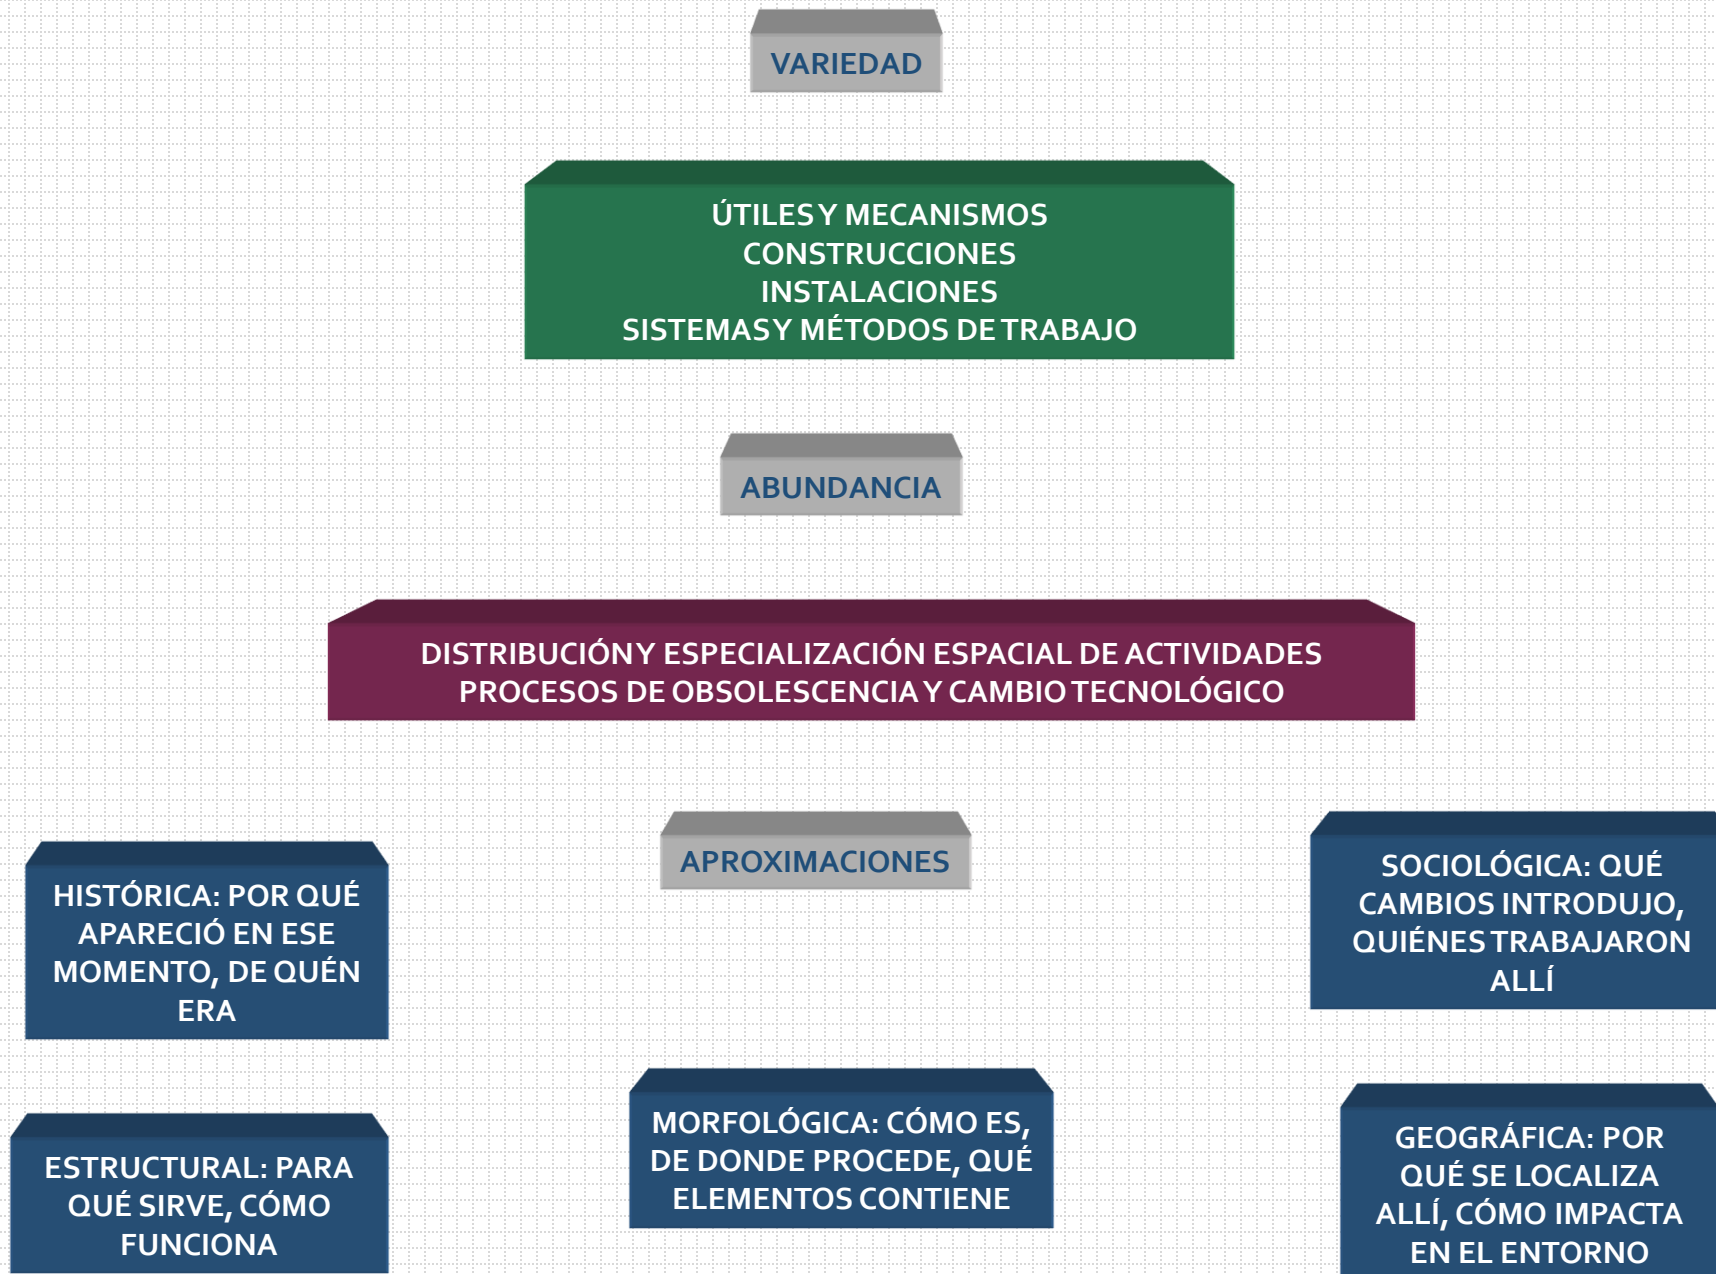 VARIEDAD
ÚTILES Y MECANISMOS
CONSTRUCCIONES
INSTALACIONES
SISTEMAS Y MÉTODOS DE TRABAJO
ABUNDANCIA
DISTRIBUCIÓN Y ESPECIALIZACIÓN ESPACIAL DE ACTIVIDADES
PROCESOS DE OBSOLESCENCIA Y CAMBIO TECNOLÓGICO
APROXIMACIONES
HISTÓRICA: POR QUÉ
APARECIÓ EN ESE
MOMENTO, DE QUÉN
ERA
SOCIOLÓGICA: QUÉ
CAMBIOS INTRODUJO,
QUIÉNES TRABAJARON
ALLÍ
ESTRUCTURAL: PARA
QUÉ SIRVE, CÓMO
FUNCIONA
MORFOLÓGICA: CÓMO ES,
DE DONDE PROCEDE, QUÉ
ELEMENTOS CONTIENE
GEOGRÁFICA: POR
QUÉ SE LOCALIZA
ALLÍ, CÓMO IMPACTA
EN EL ENTORNO